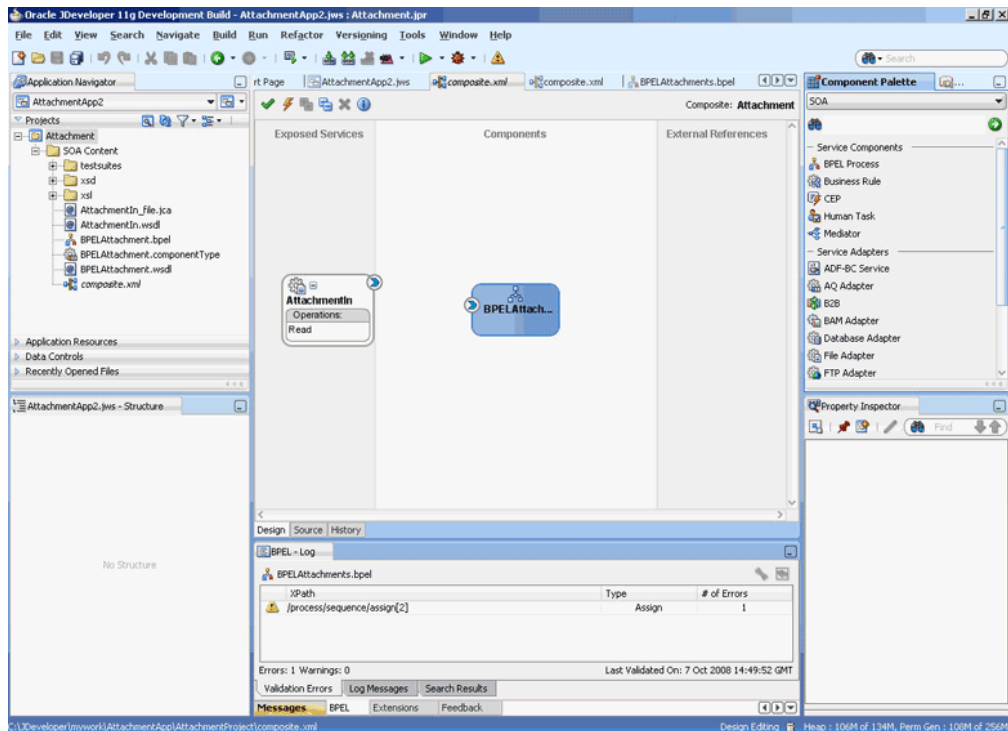 Oracle JDeveloper 11g Development Build - AttachmentApp2.jws : Attachment.jpr
File Edit View Search Navigate Build Run Refactor Versioning Tools Window Help
Search
Application Navigator
AttachmentApp2
Projects
Attachment
SOA Content
testsuites
xsd
xsl
AttachmentIn_file.jca
AttachmentIn.wsdl
BPELAttachment.bpel
BPELAttachment.componentType
BPELAttachment.wsdl
composite.xml
Application Resources
Data Controls
Recently Opened Files
AttachmentApp2.jws - Structure
No Structure
rt Page AttachmentApp2.jws composite.xml composite.xml BPELAttachments.bpel
Composite: Attachment
Exposed Services Components External References
AttachmentIn
Operations:
Read
BPELAttach...
Design Source History
BPEL - Log
BPELAttachments.bpel
XPath Type # of Errors
/process/sequence/assign[2] Assign 1
Errors: 1 Warnings: 0 Last Validated On: 7 Oct 2008 14:49:52 GMT
Validation Errors Log Messages Search Results
Messages BPEL Extensions Feedback
Component Palette
SOA
Service Components
BPEL Process
Business Rule
CEP
Human Task
Mediator
Service Adapters
ADF-BC Service
AQ Adapter
B2B
BAM Adapter
Database Adapter
File Adapter
FTP Adapter
Property Inspector
Find
C:\JDeveloper\mywork\AttachmentApp\AttachmentProject\composite.xml Design Editing Heap : 106M of 134M, Perm Gen : 108M of 256M